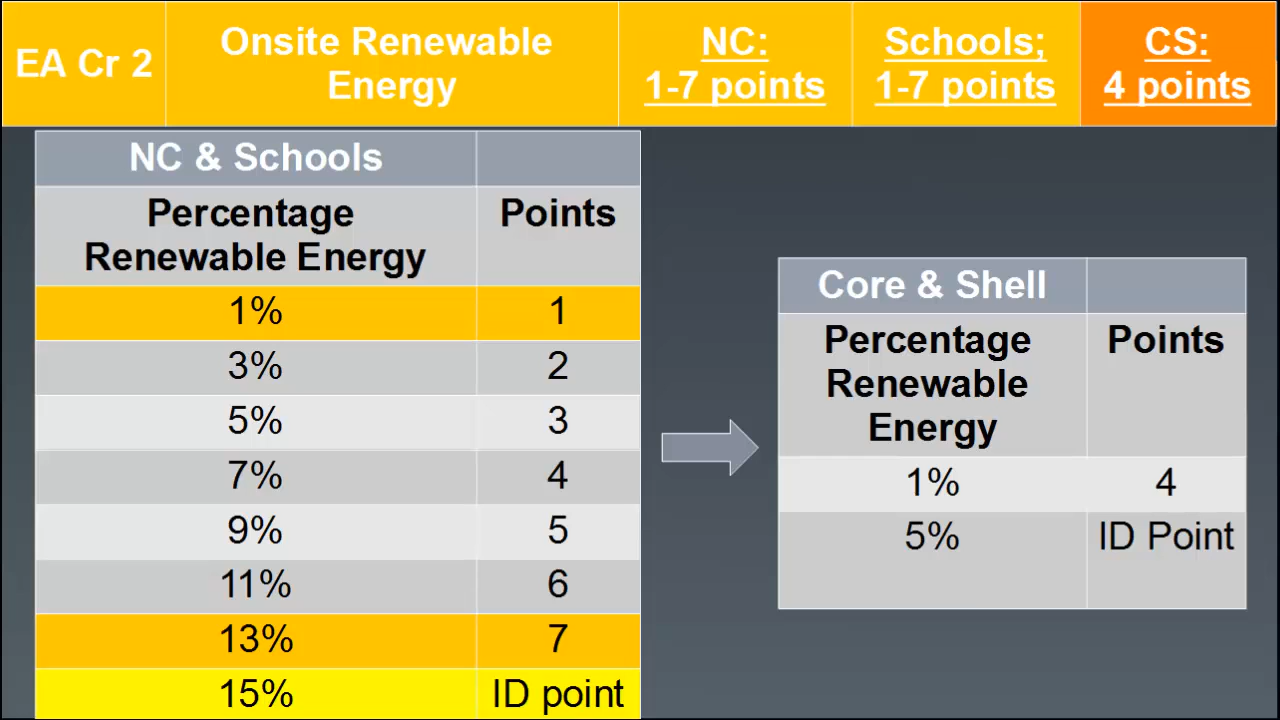 EA Cr 2
Onsite Renewable
Energy
NC:
1-7 points
Schools;
1-7 points
CS:
4 points
NC & Schools
Percentage
Renewable Energy
Points
1% 1
3% 2
5% 3
7% 4
9% 5
11% 6
13% 7
15% ID point
Core & Shell
Percentage
Renewable
Energy
Points
1% 4
5% ID Point